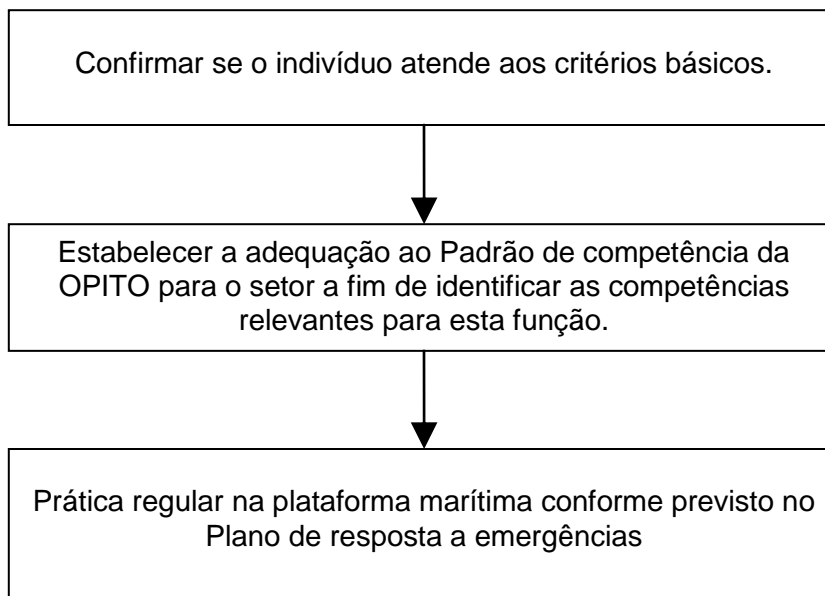 Confirmar se o indivíduo atende aos critérios básicos.
Estabelecer a adequação ao Padrão de competência da
OPITO para o setor a fim de identificar as competências
relevantes para esta função.
Prática regular na plataforma marítima conforme previsto no
Plano de resposta a emergências